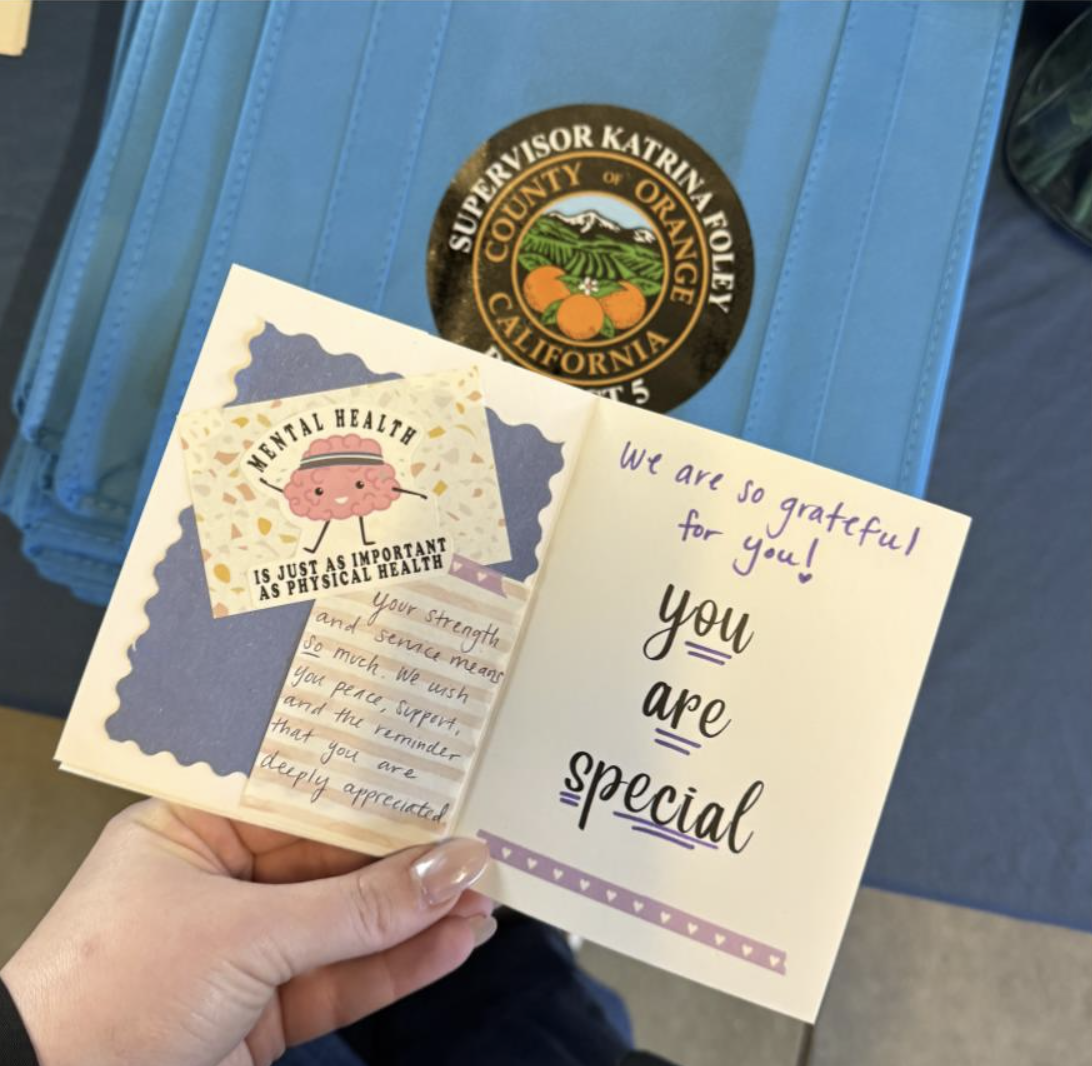 SUPERVISOR KATRINA FOLEY
COUNTY OF ORANGE
CALIFORNIA
5
MENTAL HEALTH
IS JUST AS IMPORTANT
AS PHYSICAL HEALTH
Your strength
and service means
so much. We wish
you peace, support,
and the reminder
that you are
deeply appreciated.
We are so grateful
for you!
you
are
special